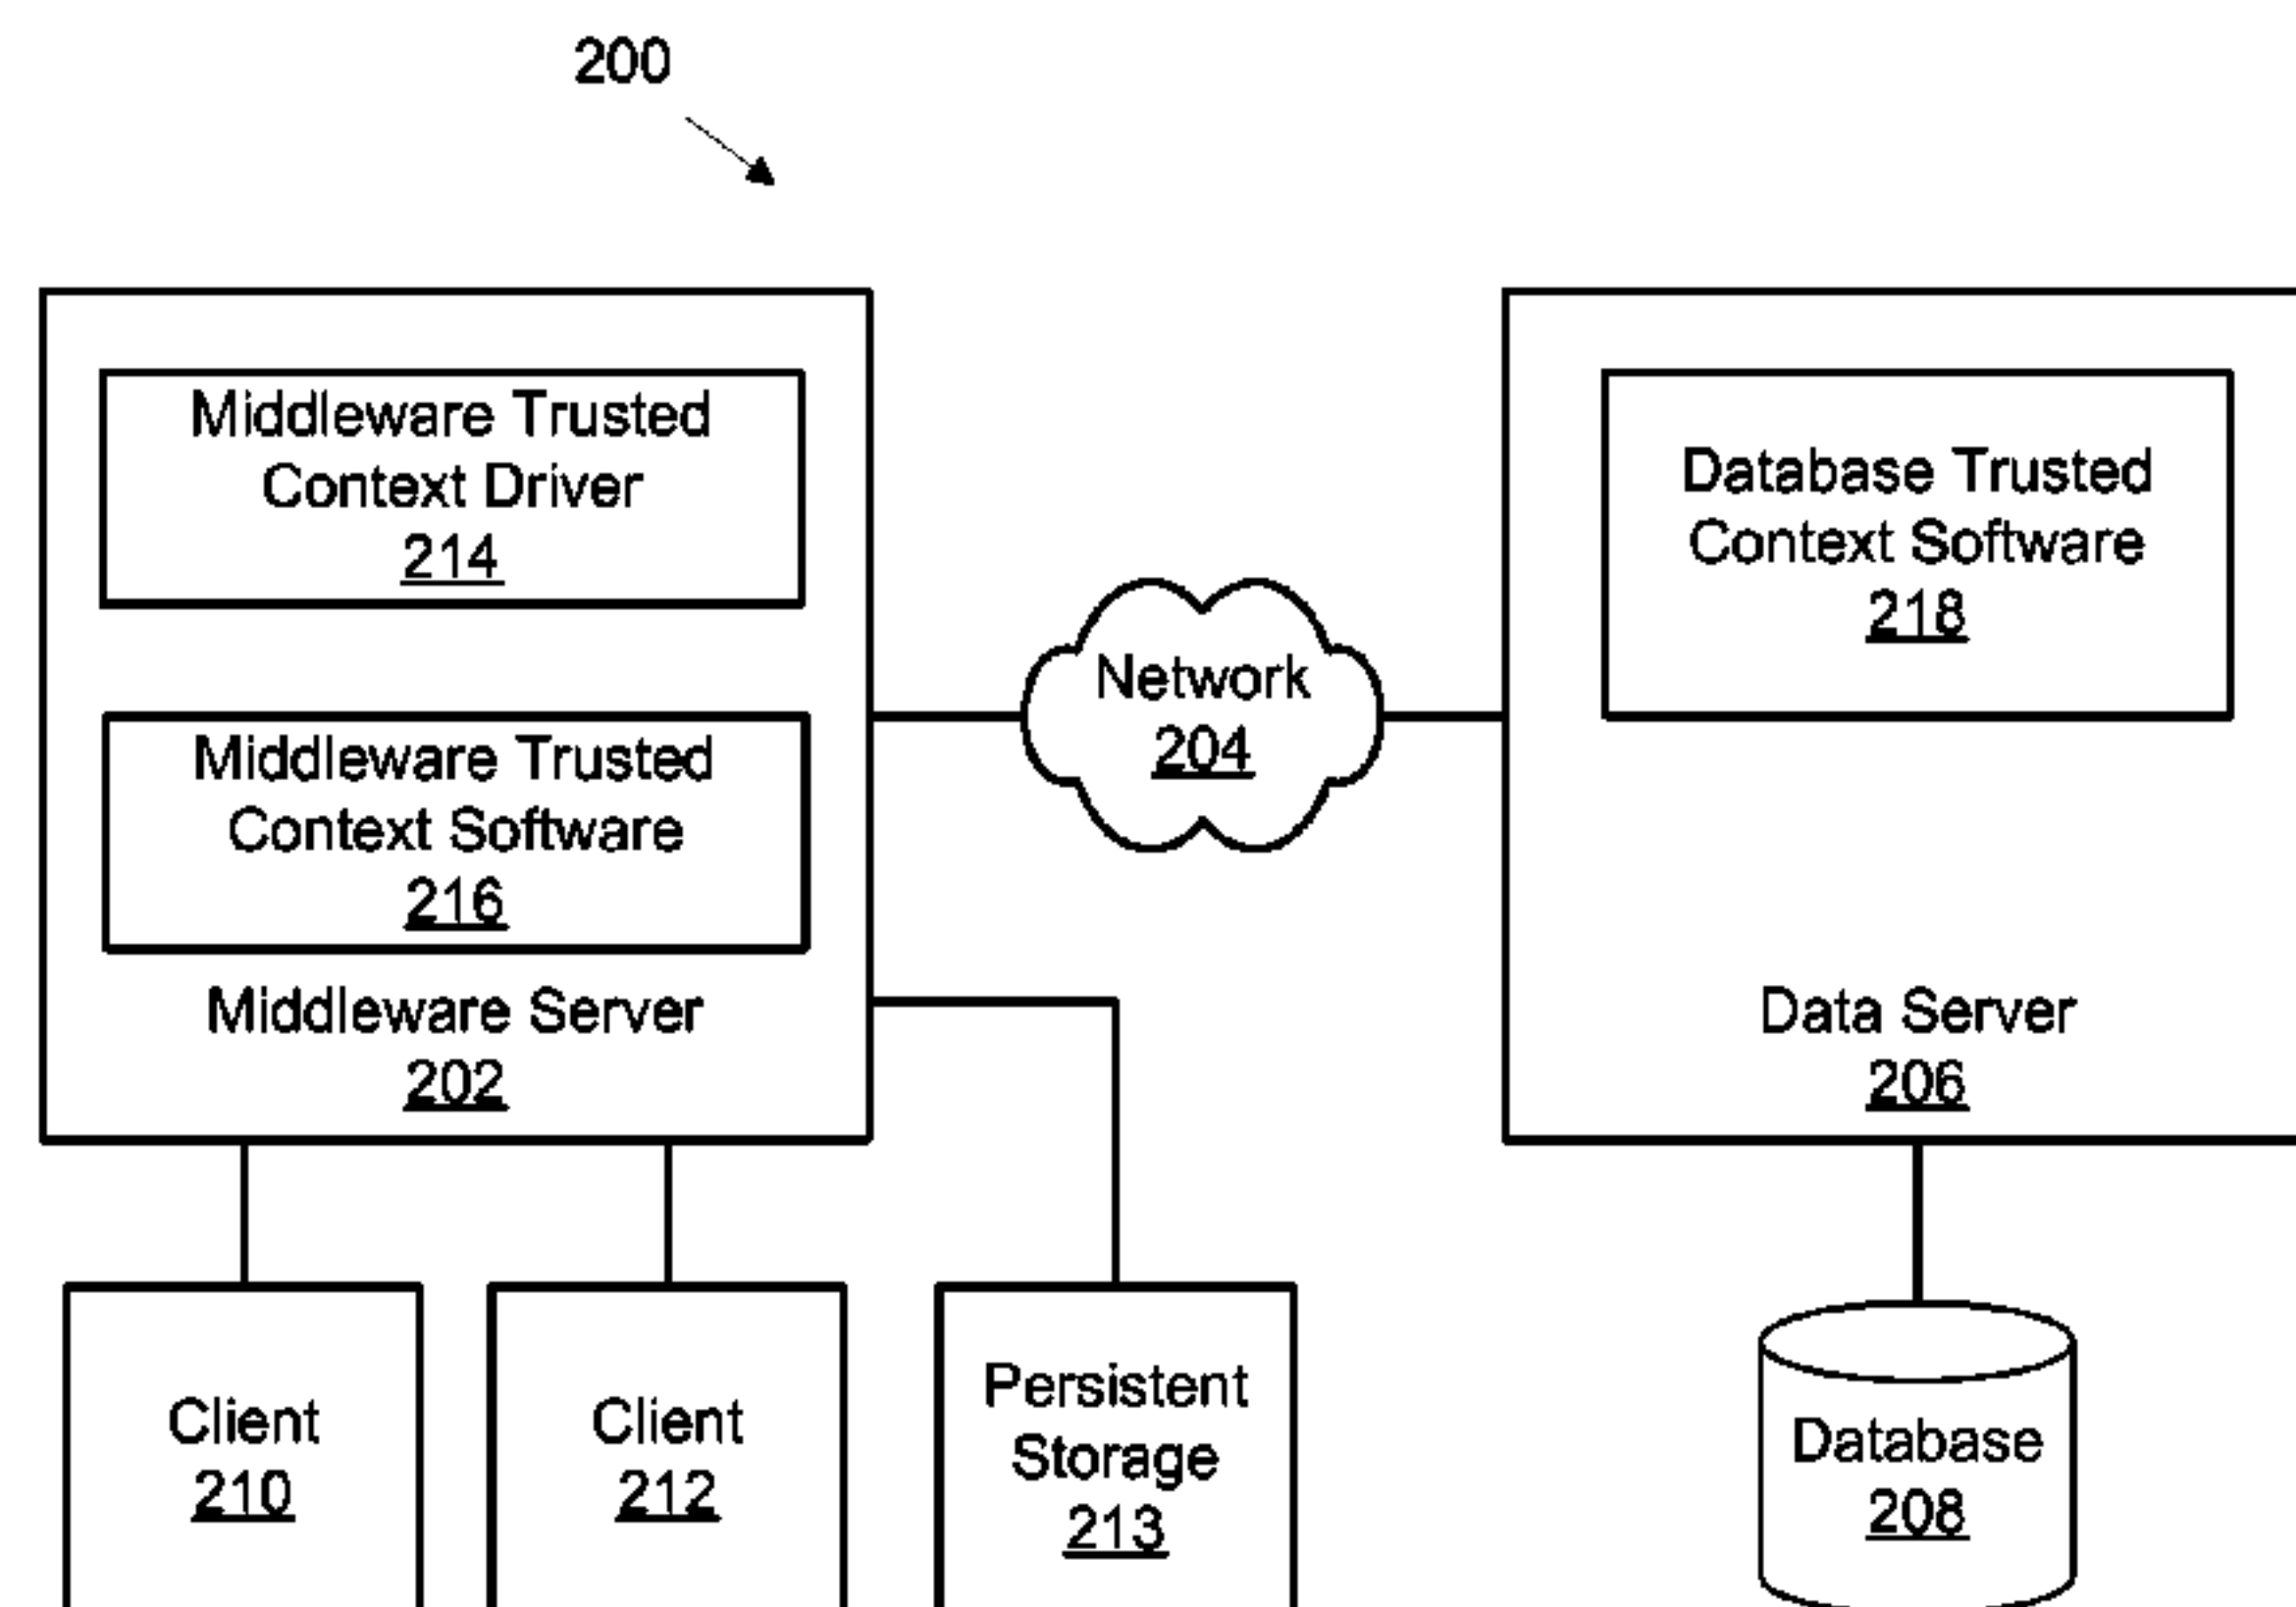 200
Middleware Trusted
Context Driver
214
Middleware Trusted
Context Software
216
Middleware Server
202
Network
204
Database Trusted
Context Software
218
Data Server
206
Client
210
Client
212
Persistent
Storage
213
Database
208